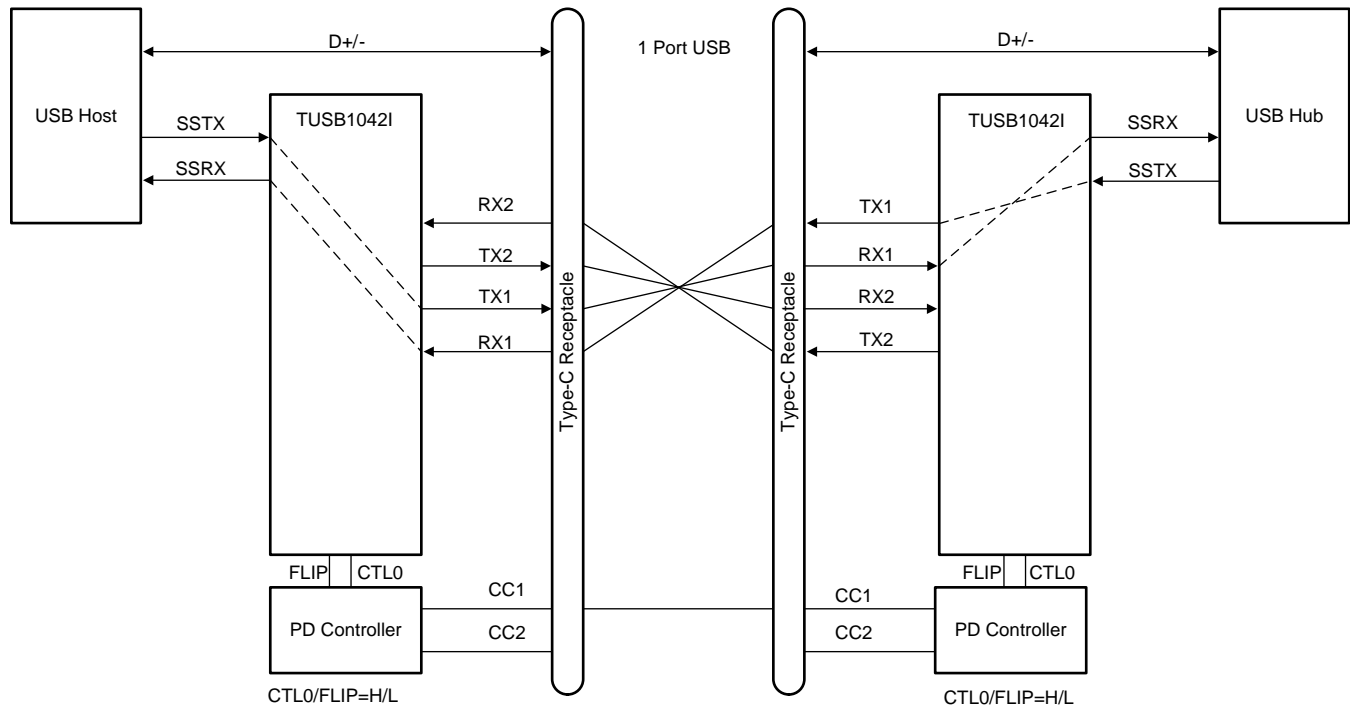 D+/-
1 Port USB
D+/-
USB Host
TUSB1042I
TUSB1042I
USB Hub
SSTX
SSRX
SSRX
SSTX
RX2
TX1
TX2
RX1
TX1
RX2
RX1
TX2
Type-C Receptacle
Type-C Receptacle
FLIP
CTL0
FLIP
CTL0
CC1
CC1
PD Controller
PD Controller
CC2
CC2
CTL0/FLIP=H/L
CTL0/FLIP=H/L